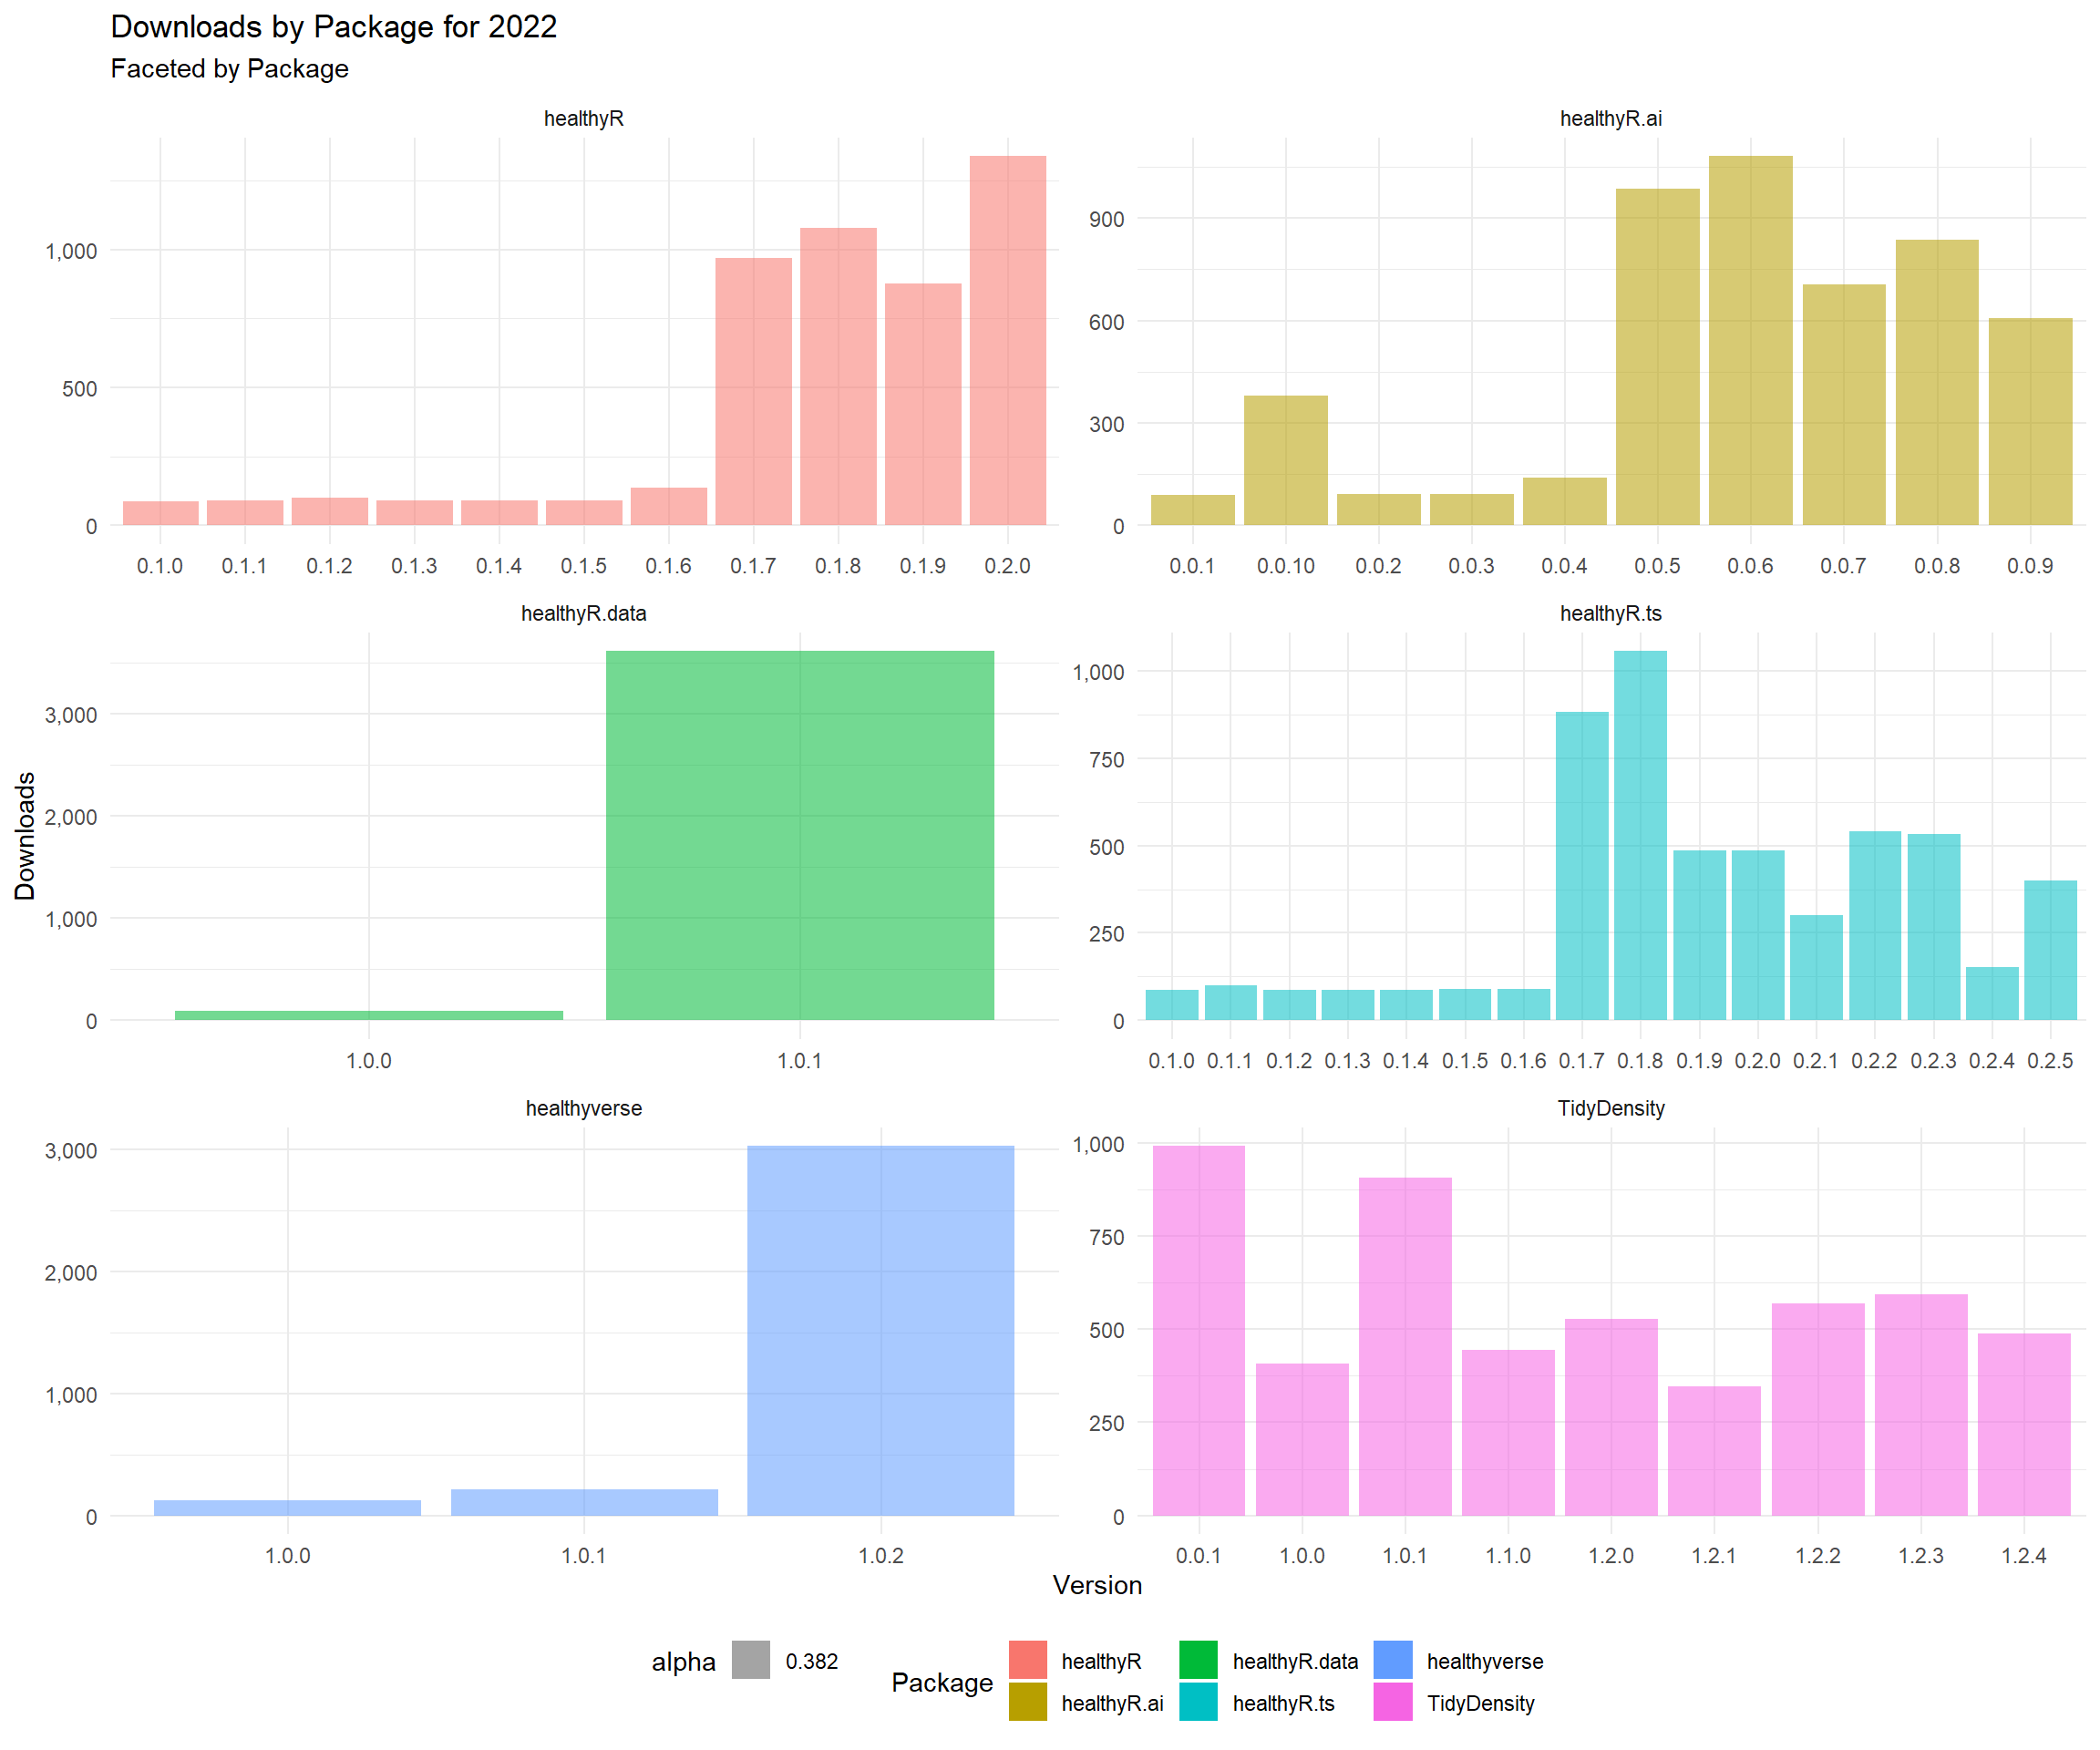 Downloads by Package for 2022
Faceted by Package
healthyR
1,000
500
0
0.1.0 0.1.1 0.1.2 0.1.3 0.1.4 0.1.5 0.1.6 0.1.7 0.1.8 0.1.9 0.2.0
healthyR.ai
900
600
300
0
0.0.1 0.0.10 0.0.2 0.0.3 0.0.4 0.0.5 0.0.6 0.0.7 0.0.8 0.0.9
Downloads
healthyR.data
3,000
2,000
1,000
0
1.0.0 1.0.1
healthyR.ts
1,000
750
500
250
0
0.1.0 0.1.1 0.1.2 0.1.3 0.1.4 0.1.5 0.1.6 0.1.7 0.1.8 0.1.9 0.2.0 0.2.1 0.2.2 0.2.3 0.2.4 0.2.5
healthyverse
3,000
2,000
1,000
0
1.0.0 1.0.1 1.0.2
TidyDensity
1,000
750
500
250
0
0.0.1 1.0.0 1.0.1 1.1.0 1.2.0 1.2.1 1.2.2 1.2.3 1.2.4
Version
alpha 0.382
Package
healthyR healthyR.data healthyverse
healthyR.ai healthyR.ts TidyDensity